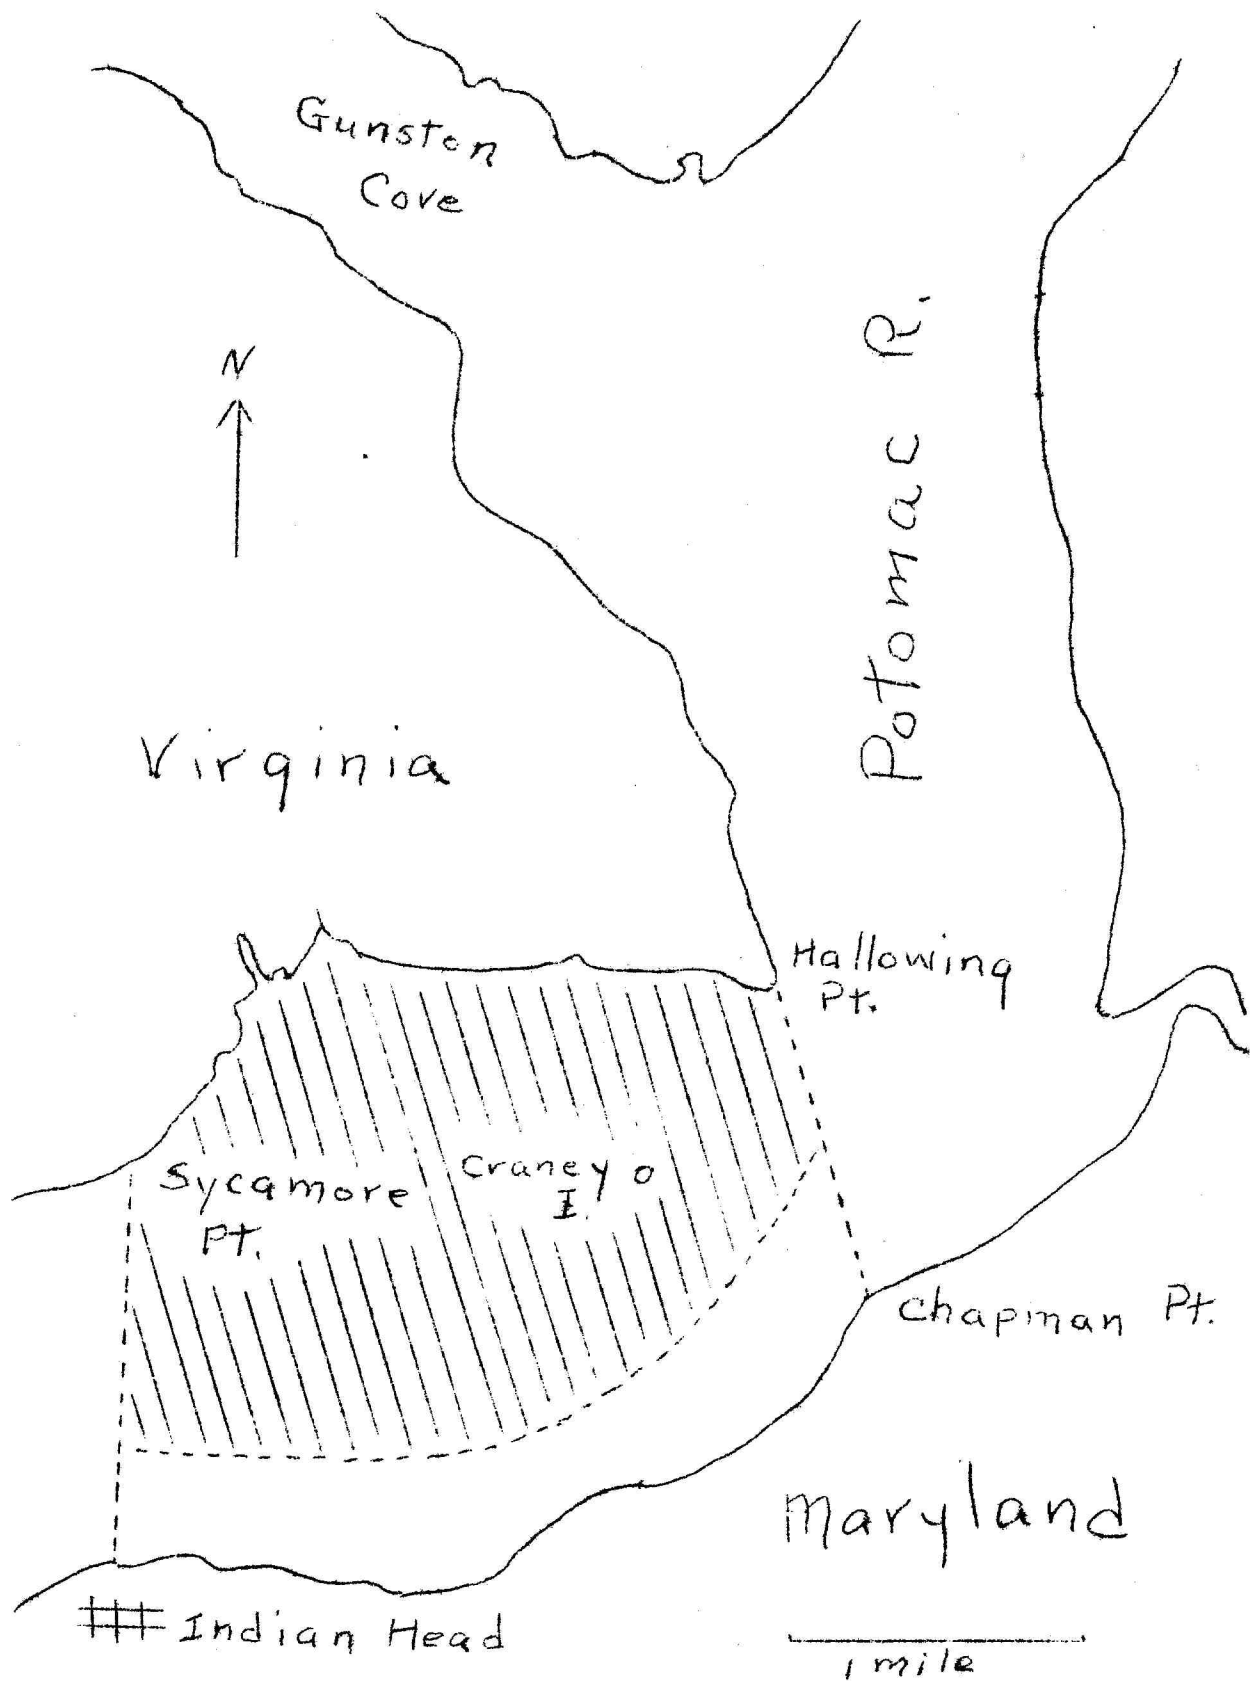 Gunston
Cove
N
Potomac R.
Virginia
Hallowing
Pt.
Sycamore
Pt.
Craney
I.
Chapman Pt.
Maryland
Indian Head
1 mile